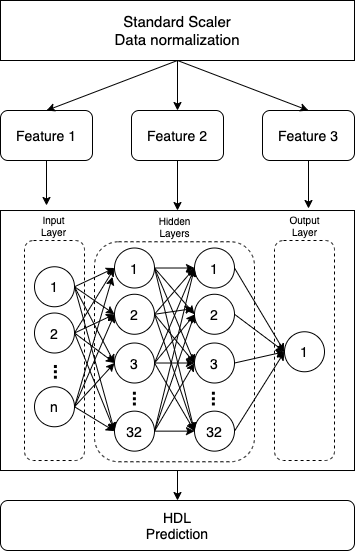 Standard Scaler
Data normalization
Feature 1
Feature 2
Feature 3
Input
Layer
Hidden
Layers
Output
Layer
1
2
n
1
2
3
32
1
2
3
32
1
HDL
Prediction